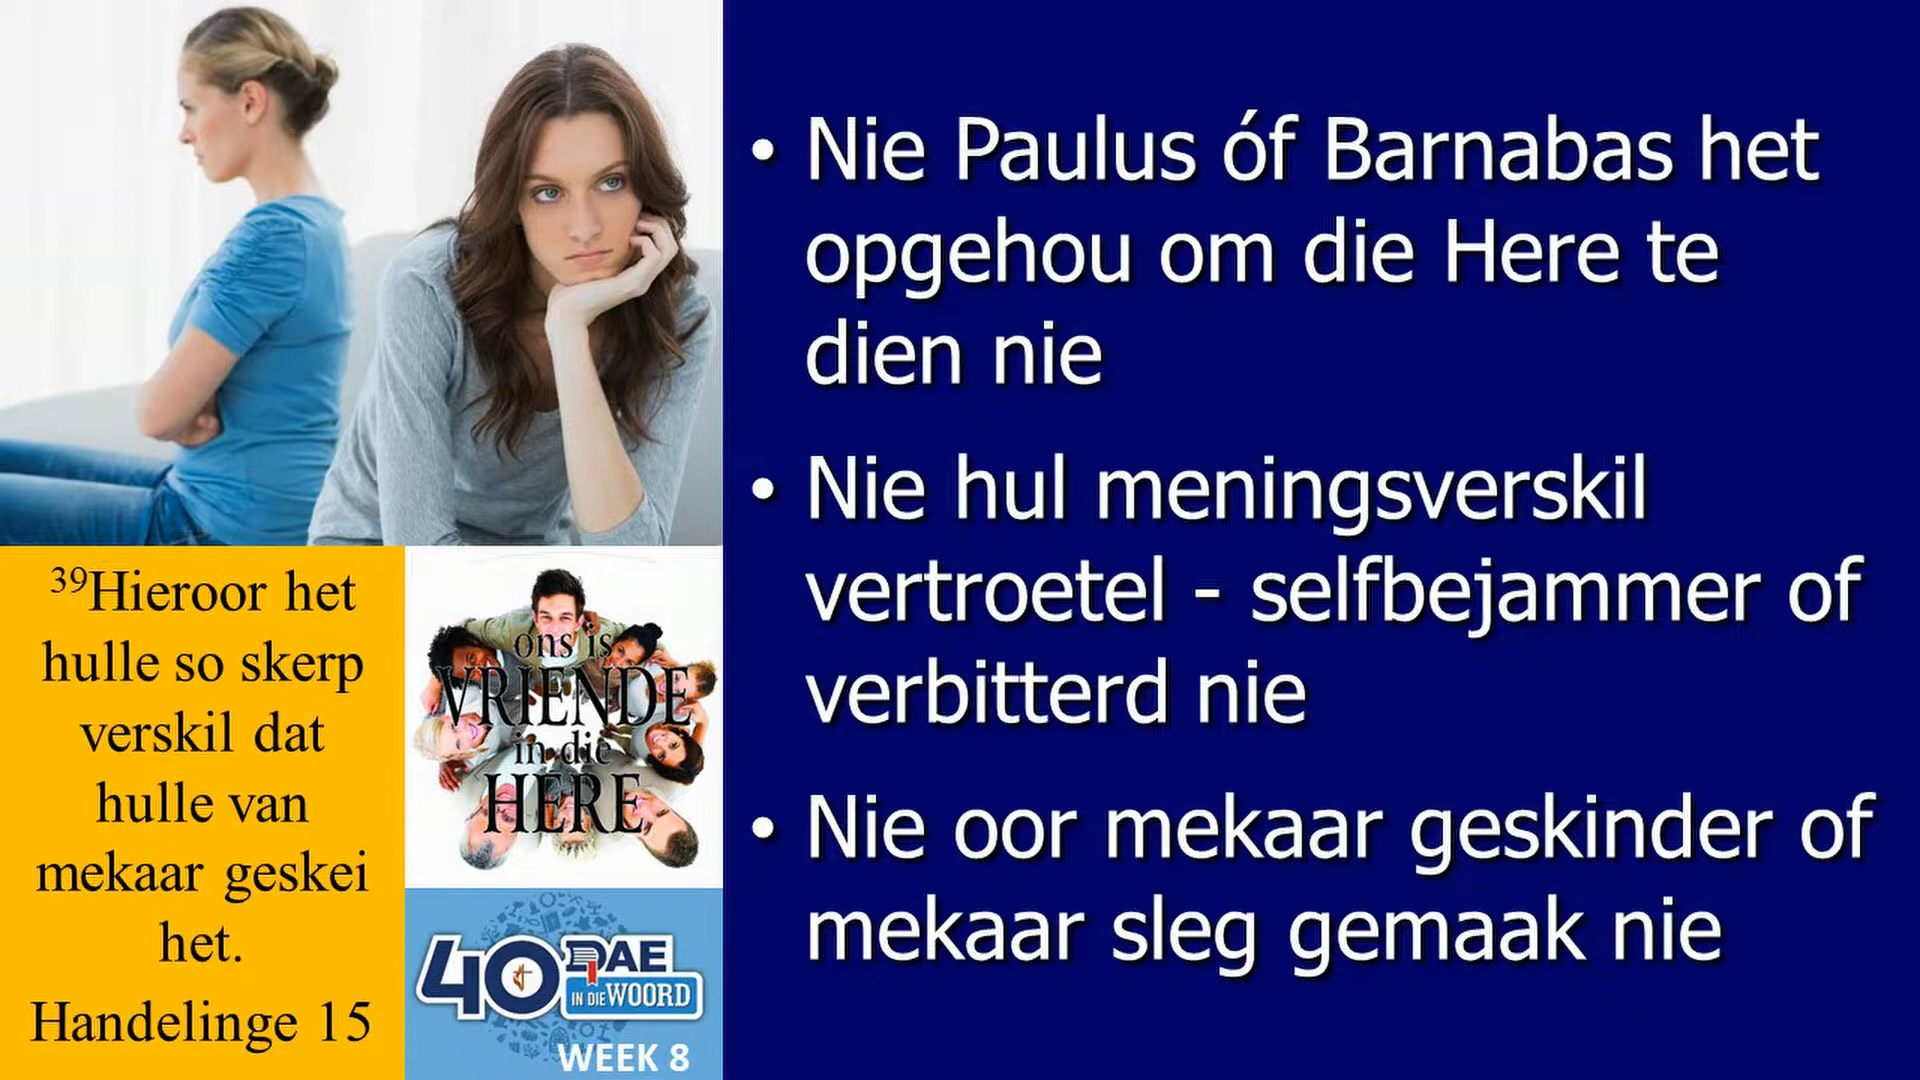 39Hieroor het
hulle so skerp
verskil dat
hulle van
mekaar geskei
het.
Handelinge 15
ons is
VRIENDE
in die
HERE
40 DAE
IN DIE WOORD
WEEK 8
• Nie Paulus óf Barnabas het
opgehou om die Here te
dien nie
• Nie hul meningsverskil
vertroetel - selfbejammer of
verbitterd nie
• Nie oor mekaar geskinder of
mekaar sleg gemaak nie